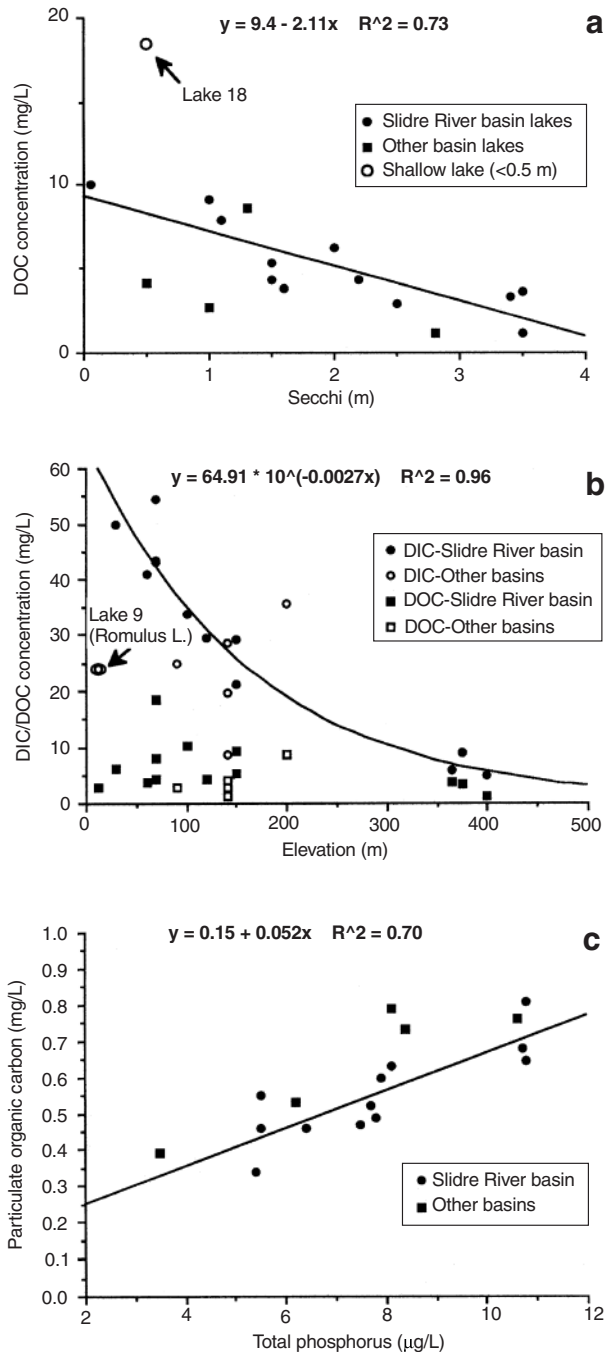 y = 9.4 - 2.11x R^2 = 0.73
a
20
10
0
DOC concentration (mg/L)
Lake 18
Slidre River basin lakes
Other basin lakes
Shallow lake (<0.5 m)
0 1 2 3 4
Secchi (m)
y = 64.91 * 10^(-0.0027x) R^2 = 0.96
b
60
50
40
30
20
10
0
DIC/DOC concentration (mg/L)
DIC-Slidre River basin
DIC-Other basins
DOC-Slidre River basin
DOC-Other basins
Lake 9
(Romulus L.)
0 100 200 300 400 500
Elevation (m)
y = 0.15 + 0.052x R^2 = 0.70
c
1.0
0.9
0.8
0.7
0.6
0.5
0.4
0.3
0.2
0.1
0.0
Particulate organic carbon (mg/L)
Slidre River basin
Other basins
2 4 6 8 10 12
Total phosphorus (µg/L)